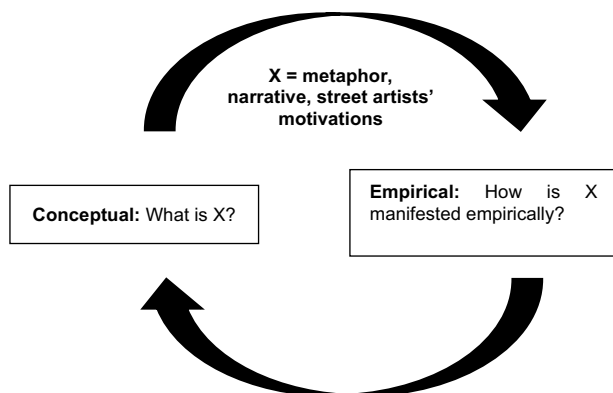 X = metaphor,
narrative, street artists'
motivations
Conceptual: What is X?
Empirical: How is X
manifested empirically?